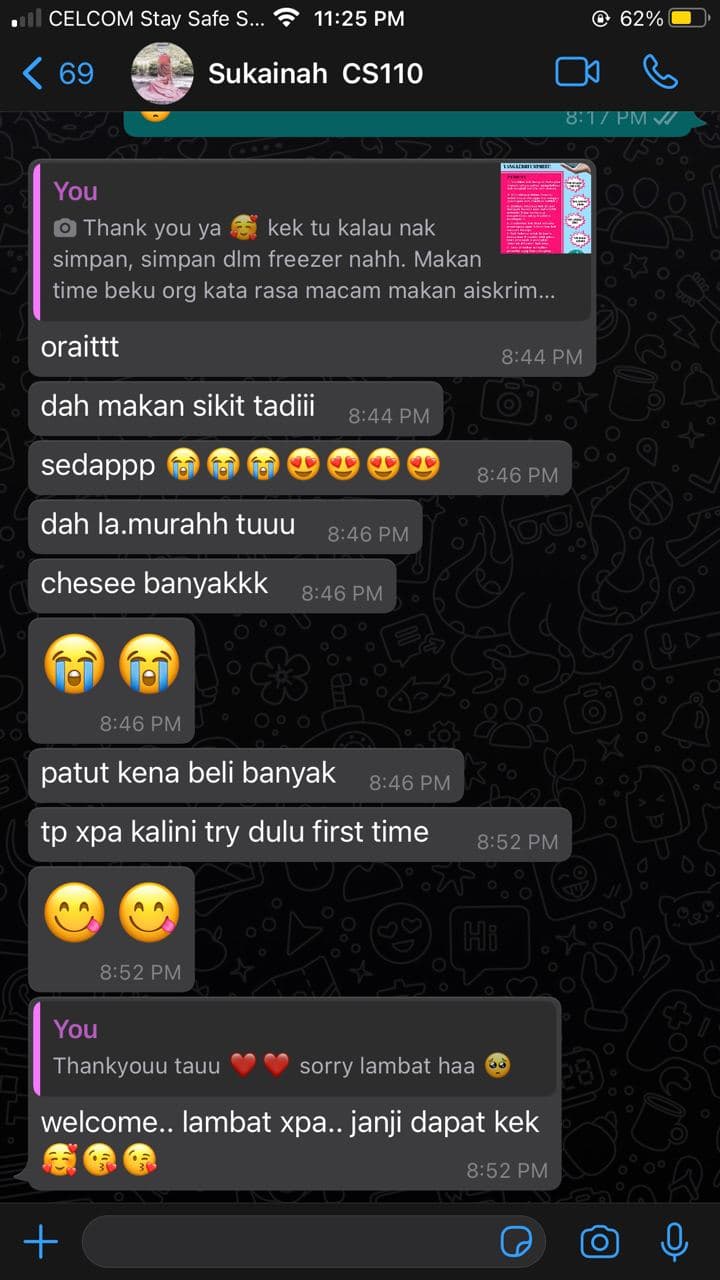 CELCOM Stay Safe S... 11:25 PM 62%
69 Sukainah CS110
8:17 PM
You
Thank you ya 🥰 kek tu kalau nak
simpan, simpan dlm freezer nahh. Makan
time beku org kata rasa macam makan aiskrim...
oraittt 8:44 PM
dah makan sikit tadiii 8:44 PM
sedappp 😭😭😭😍😍😍😍 8:46 PM
dah la.murahh tuuu 8:46 PM
chesee banyakkk 8:46 PM
😭😭
8:46 PM
patut kena beli banyak 8:46 PM
tp xpa kalini try dulu first time 8:52 PM
😋😋
8:52 PM
You
Thankyouu tauu ❤️❤️ sorry lambat haa 🥺
welcome.. lambat xpa.. janji dapat kek
🥰😘😘 8:52 PM